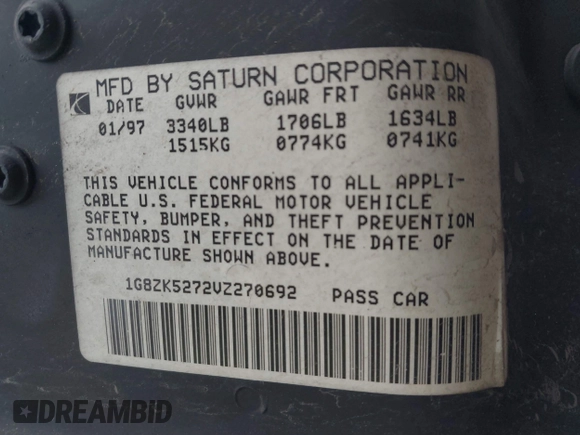 MFD BY SATURN CORPORATION
DATE GVWR GAWR FRT GAWR RR
01/97 3340LB 1706LB 1634LB
1515KG 0774KG 0741KG
THIS VEHICLE CONFORMS TO ALL APPLI-
CABLE U.S. FEDERAL MOTOR VEHICLE
SAFETY, BUMPER, AND THEFT PREVENTION
STANDARDS IN EFFECT ON THE DATE OF
MANUFACTURE SHOWN ABOVE.
1G8ZK5272VZ270692 PASS CAR
DREAMBID